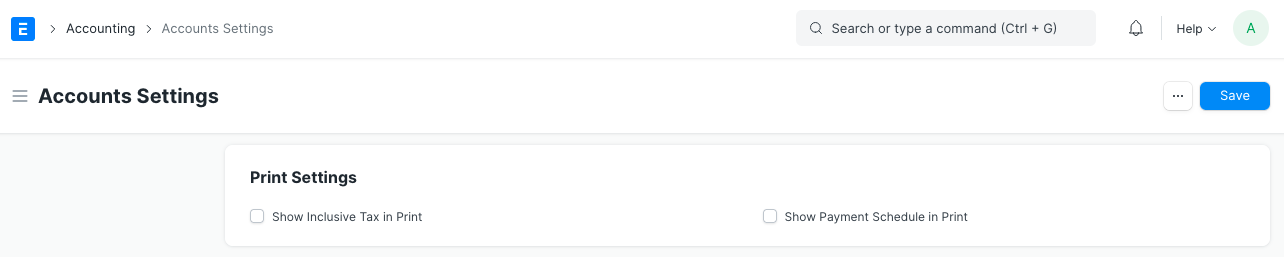 E > Accounting > Accounts Settings Search or type a command (Ctrl + G) Help A
Accounts Settings ... Save
Print Settings
Show Inclusive Tax in Print Show Payment Schedule in Print